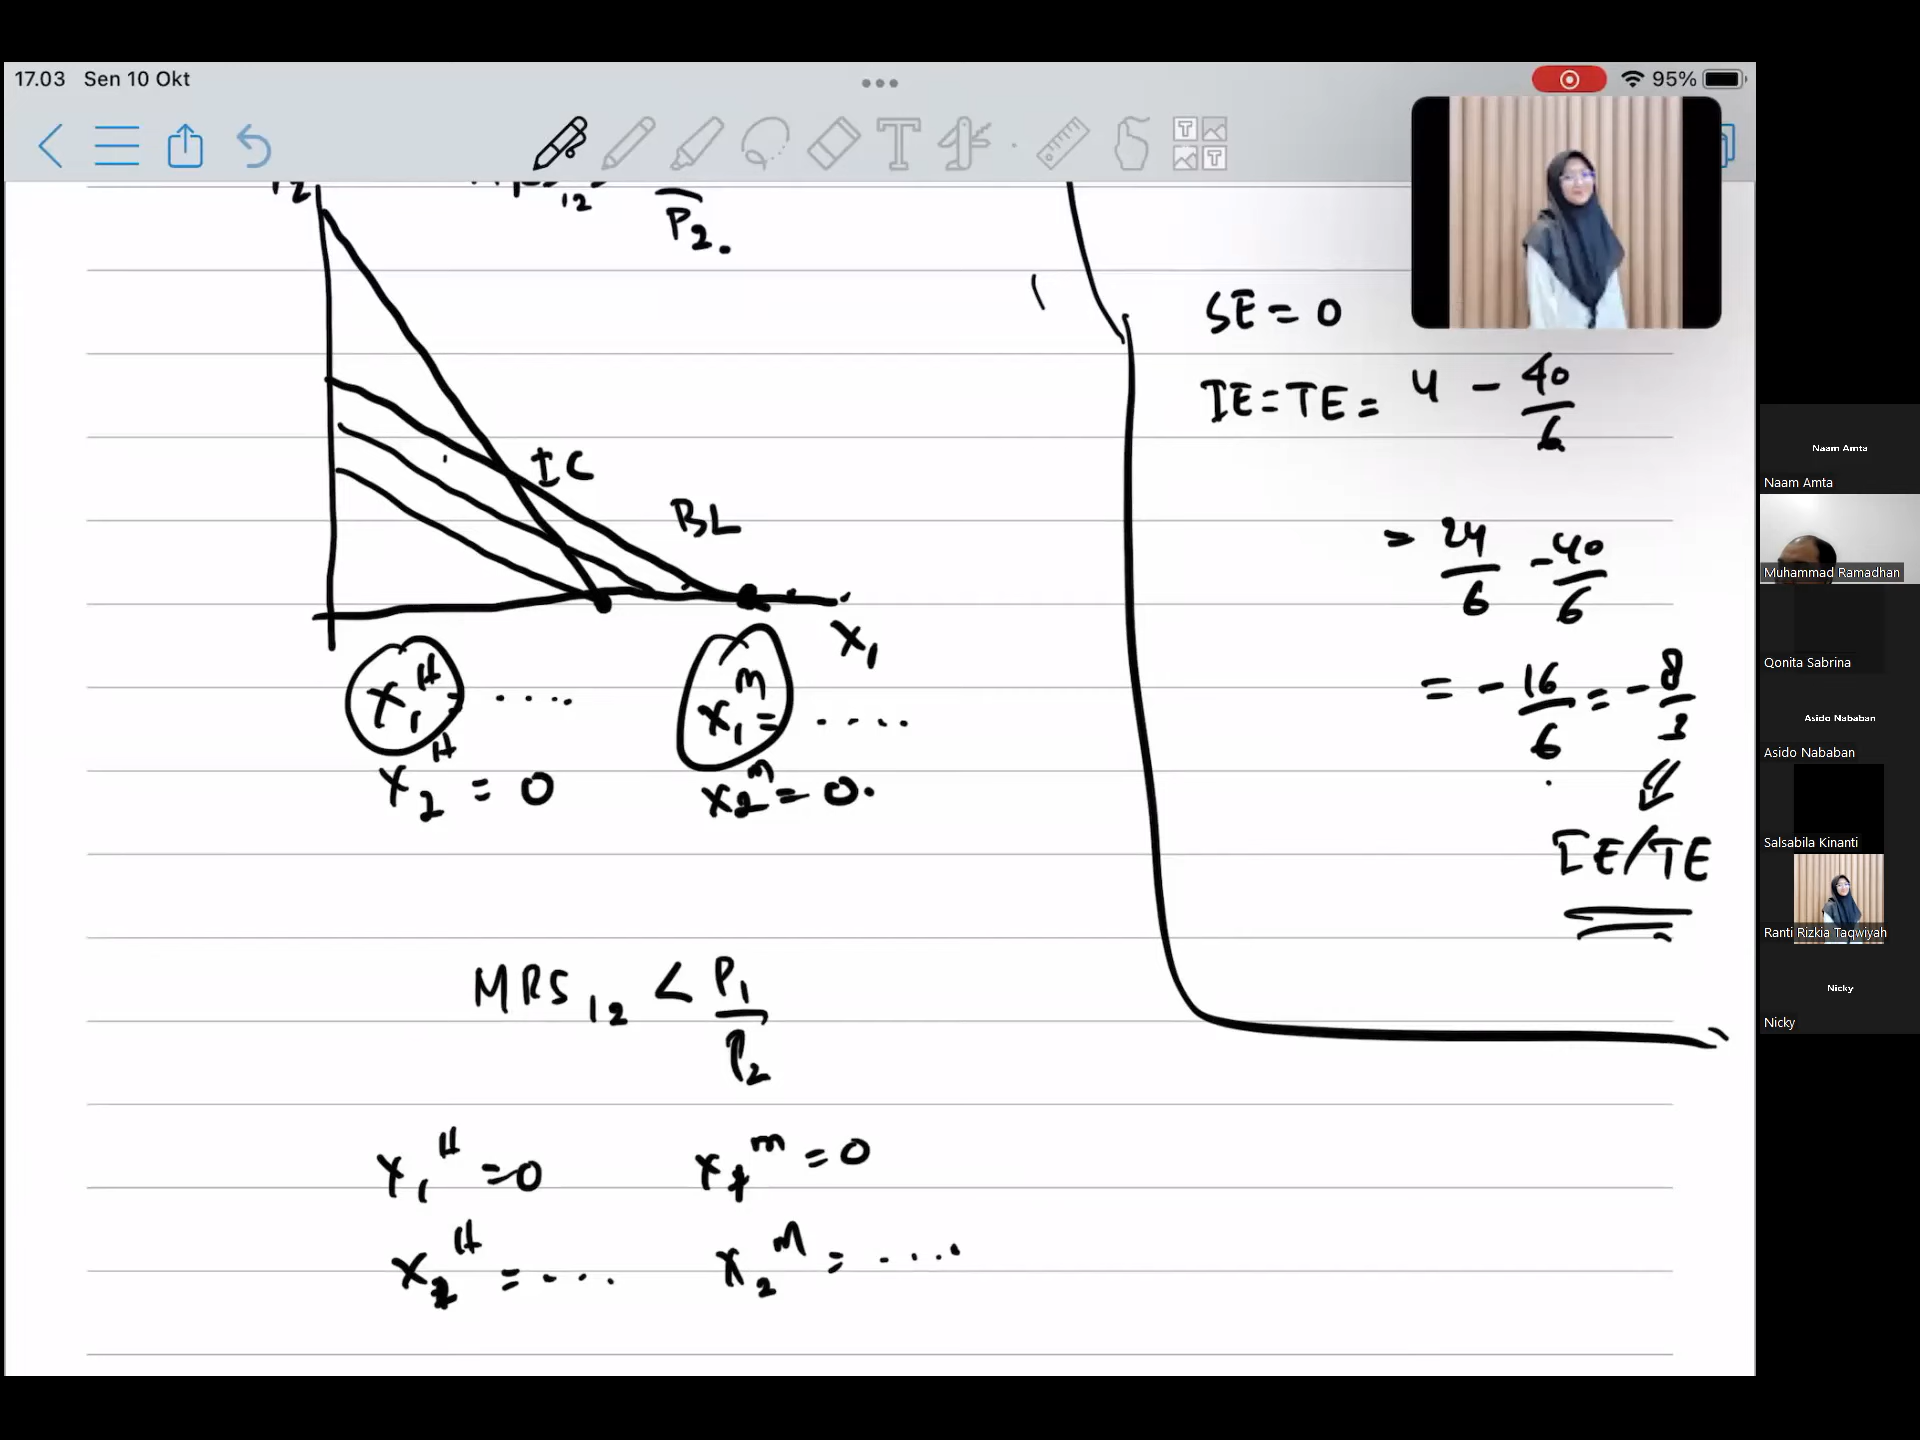 17.03 Sen 10 Okt
95%
12
P2.
SE = 0
IE = TE = 4 - 40/6
= 24/6 - 40/6
= - 16/6 = - 8/3
IE/TE
IC
BL
X1
X1^H = ....
X2^H = 0
X1^m = ....
X2^m = 0.
MRS12 < P1/P2
X1^H = 0
X1^m = 0
X2^H = ...
X2^M = ....
Naam Amta
Naam Amta
Muhammad Ramadhan
Qonita Sabrina
Asido Nababan
Asido Nababan
Salsabila Kinanti
Ranti Rizkia Taqwiyah
Nicky
Nicky